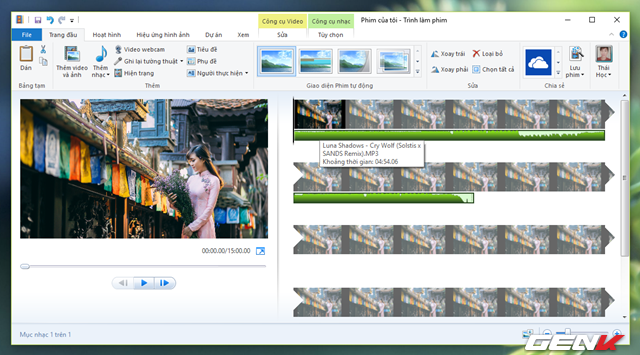 Công cụ Video
Công cụ nhạc
Phim của tôi - Trình làm phim
File
Trang đầu
Hoạt hình
Hiệu ứng hình ảnh
Dự án
Xem
Sửa
Tùy chọn
Dán
Thêm video và ảnh
Thêm nhạc
Video webcam
Ghi lại tường thuật
Hiện trạng
Tiêu đề
Phụ đề
Người thực hiện
Xoay trái
Xoay phải
Loại bỏ
Chọn tất cả
Lưu phim
Thái Học
Bảng tạm
Thêm
Giao diện Phim tự động
Sửa
Chia sẻ
Luna Shadows - Cry Wolf (Solstis x
SANDS Remix).MP3
Khoảng thời gian: 04:54.06
00:00.00/15:00.00
Mục nhạc 1 trên 1
GENK